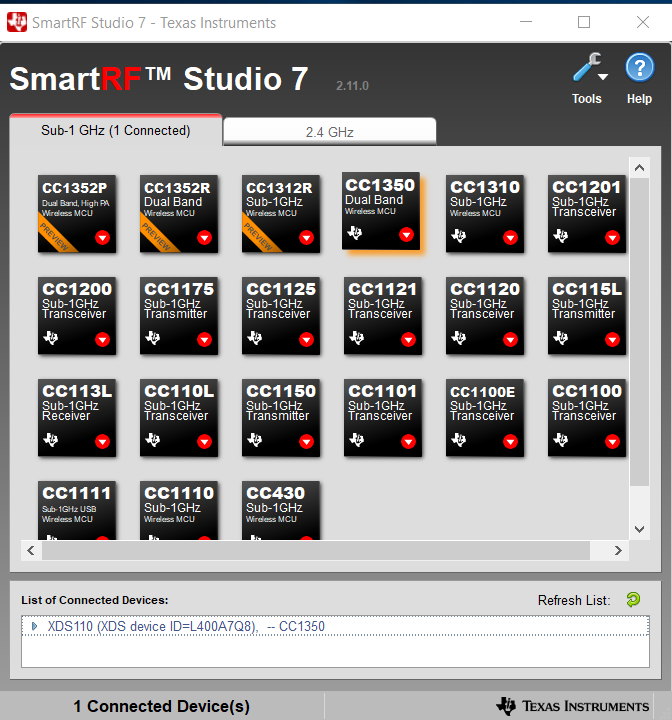 SmartRF Studio 7 - Texas Instruments
SmartRF™ Studio 7 2.11.0
Tools
Help
Sub-1 GHz (1 Connected)
2.4 GHz
CC1352P
Dual Band, High PA
Wireless MCU
PREVIEW
CC1352R
Dual Band
Wireless MCU
PREVIEW
CC1312R
Sub-1GHz
Wireless MCU
PREVIEW
CC1350
Dual Band
Wireless MCU
CC1310
Sub-1GHz
Wireless MCU
CC1201
Sub-1GHz
Transceiver
CC1200
Sub-1GHz
Transceiver
CC1175
Sub-1GHz
Transmitter
CC1125
Sub-1GHz
Transceiver
CC1121
Sub-1GHz
Transceiver
CC1120
Sub-1GHz
Transceiver
CC115L
Sub-1GHz
Transmitter
CC113L
Sub-1GHz
Receiver
CC110L
Sub-1GHz
Transceiver
CC1150
Sub-1GHz
Transmitter
CC1101
Sub-1GHz
Transceiver
CC1100E
Sub-1GHz
Transceiver
CC1100
Sub-1GHz
Transceiver
CC1111
Sub-1GHz USB
Wireless MCU
CC1110
Sub-1GHz
Wireless MCU
CC430
Sub-1GHz
Wireless MCU
List of Connected Devices:
Refresh List:
XDS110 (XDS device ID=L400A7Q8), -- CC1350
1 Connected Device(s)
TEXAS INSTRUMENTS